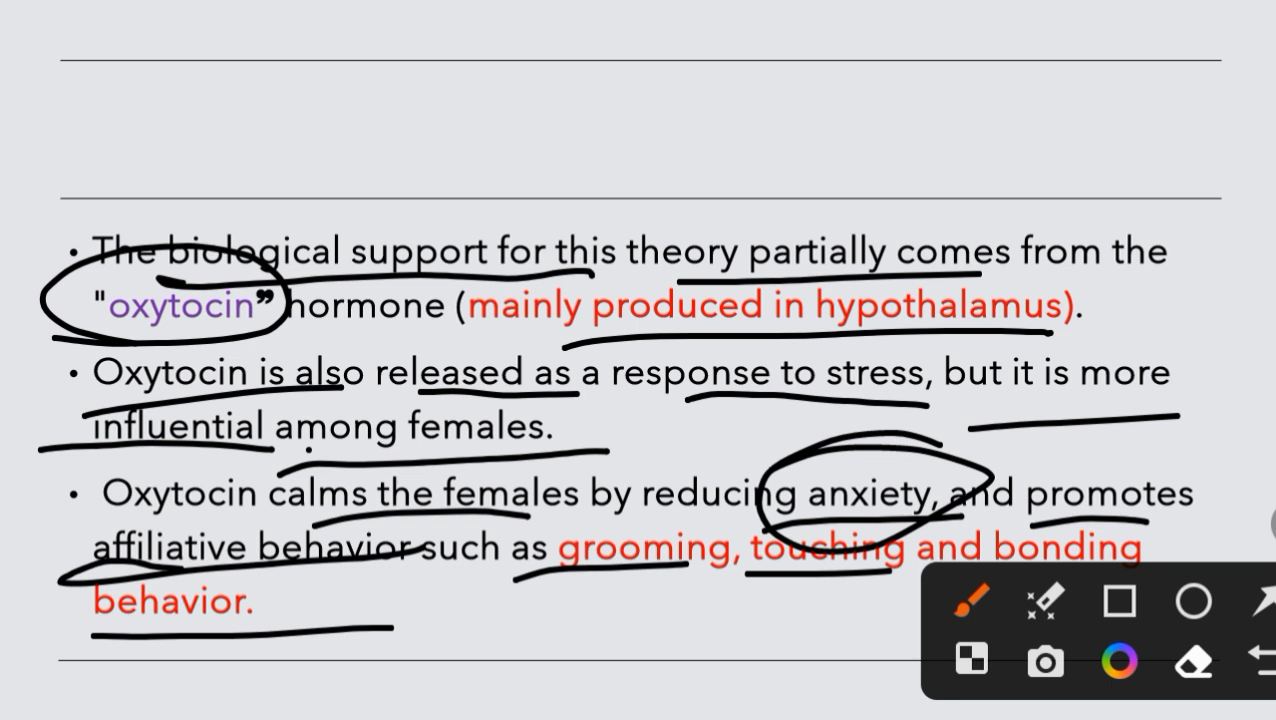 • The biological support for this theory partially comes from the
"oxytocin” hormone (mainly produced in hypothalamus).
• Oxytocin is also released as a response to stress, but it is more
influential among females.
• Oxytocin calms the females by reducing anxiety, and promotes
affiliative behavior such as grooming, touching and bonding
behavior.